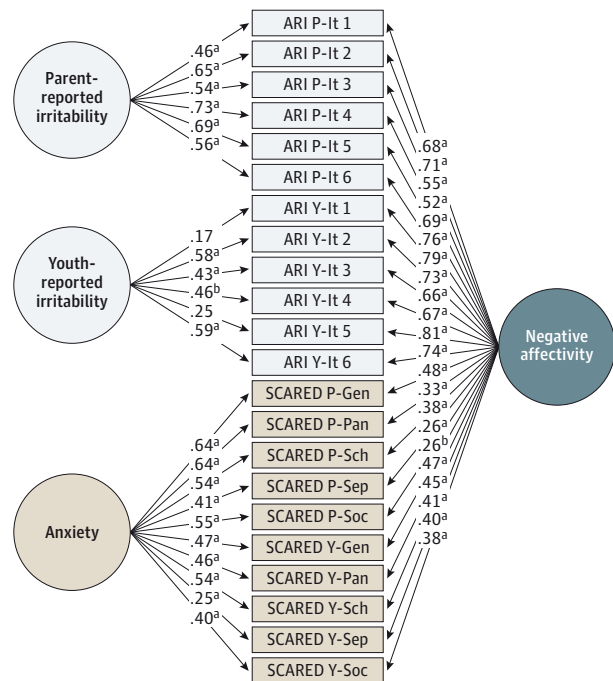 Parent-
reported
irritability
Youth-
reported
irritability
Anxiety
.46a
.65a
.54a
.73a
.69a
.56a
.17
.58a
.43a
.46b
.25
.59a
.64a
.64a
.54a
.41a
.55a
.47a
.46a
.54a
.25a
.40a
ARI P-It 1
ARI P-It 2
ARI P-It 3
ARI P-It 4
ARI P-It 5
ARI P-It 6
ARI Y-It 1
ARI Y-It 2
ARI Y-It 3
ARI Y-It 4
ARI Y-It 5
ARI Y-It 6
SCARED P-Gen
SCARED P-Pan
SCARED P-Sch
SCARED P-Sep
SCARED P-Soc
SCARED Y-Gen
SCARED Y-Pan
SCARED Y-Sch
SCARED Y-Sep
SCARED Y-Soc
.68a
.71a
.55a
.52a
.69a
.76a
.79a
.73a
.66a
.67a
.81a
.74a
.48a
.33a
.38a
.26a
.26b
.47a
.45a
.41a
.40a
.38a
Negative
affectivity